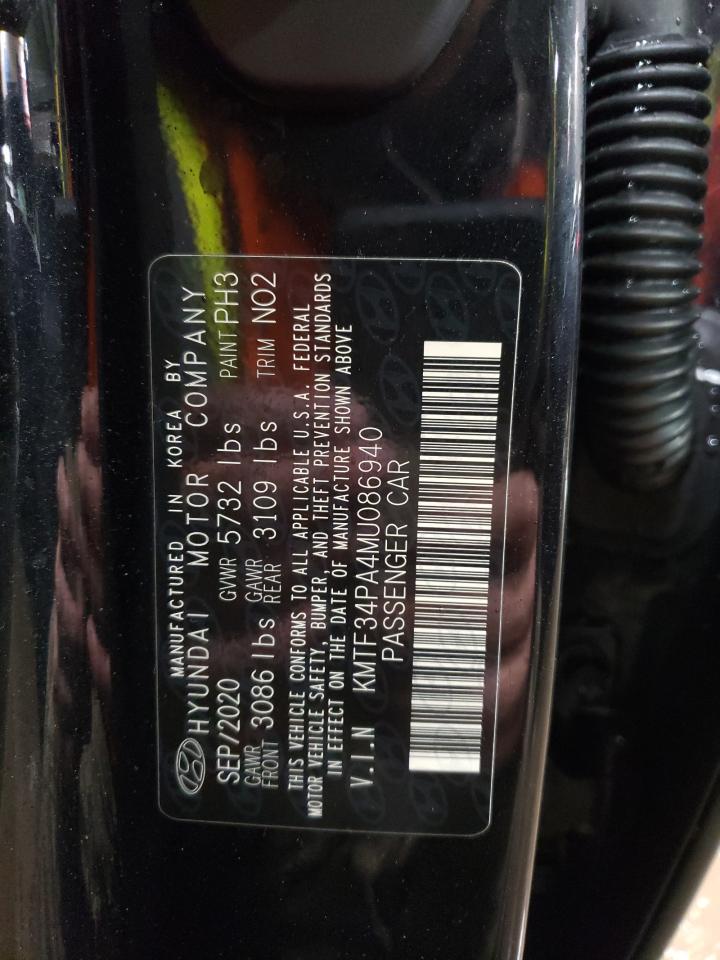 MANUFACTURED IN KOREA BY
HYUNDAI MOTOR COMPANY
SEP/2020 GVWR 5732 lbs PAINT PH3
GAWR FRONT 3086 lbs GAWR REAR 3109 lbs TRIM NO2
THIS VEHICLE CONFORMS TO ALL APPLICABLE U.S.A. FEDERAL
MOTOR VEHICLE SAFETY, BUMPER, AND THEFT PREVENTION STANDARDS
IN EFFECT ON THE DATE OF MANUFACTURE SHOWN ABOVE
V.I.N KMTF34PA4MU086940
PASSENGER CAR